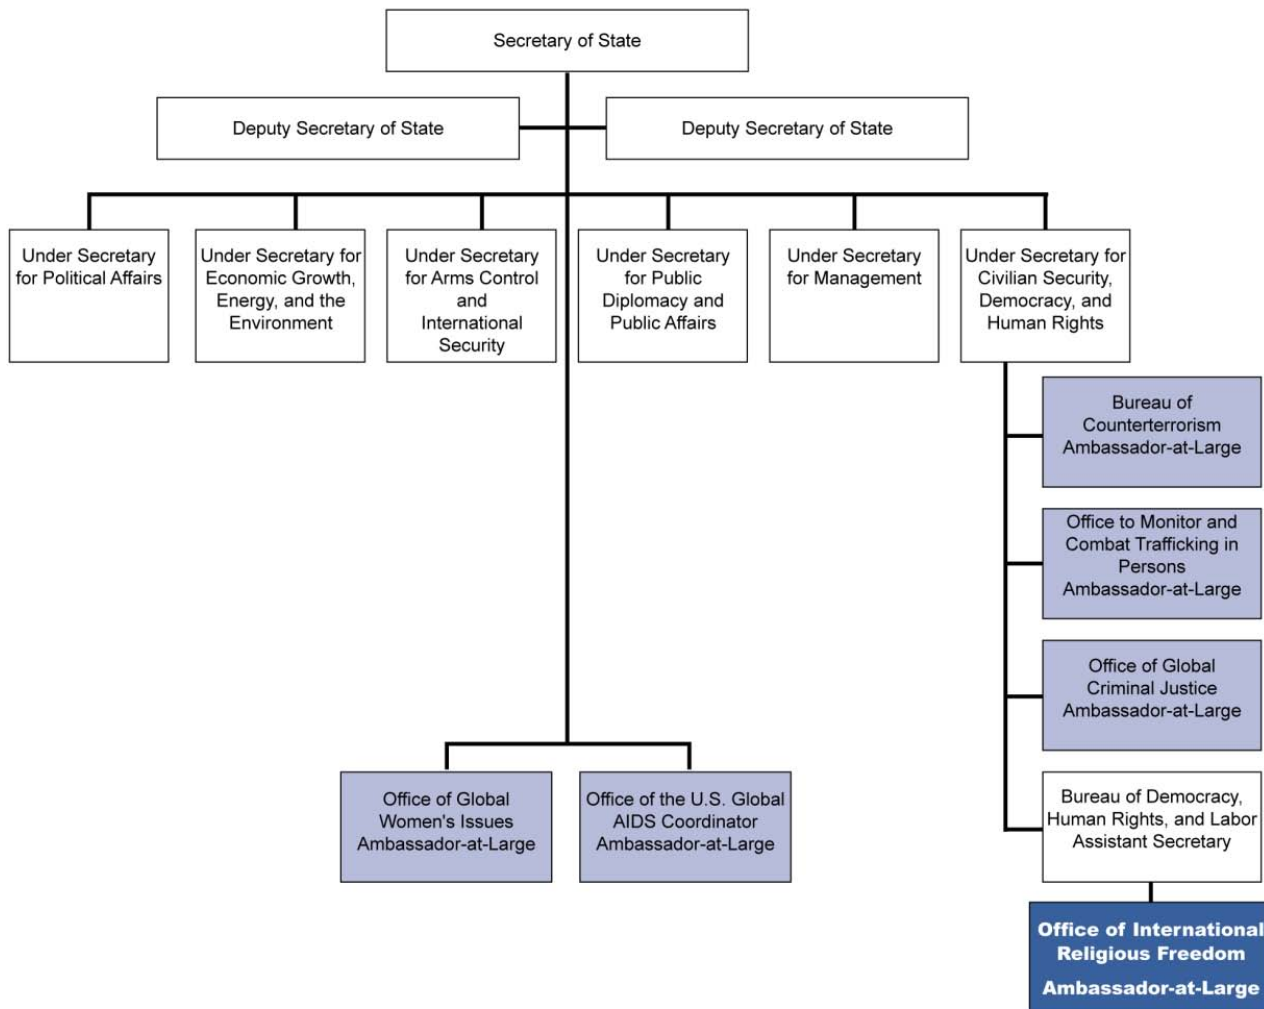 Secretary of State
Deputy Secretary of State
Deputy Secretary of State
Under Secretary
for Political Affairs
Under Secretary for
Economic Growth,
Energy, and the
Environment
Under Secretary
for Arms Control
and
International
Security
Under Secretary
for Public
Diplomacy and
Public Affairs
Under Secretary
for Management
Under Secretary for
Civilian Security,
Democracy, and
Human Rights
Bureau of
Counterterrorism
Ambassador-at-Large
Office to Monitor and
Combat Trafficking in
Persons
Ambassador-at-Large
Office of Global
Criminal Justice
Ambassador-at-Large
Office of Global
Women's Issues
Ambassador-at-Large
Office of the U.S. Global
AIDS Coordinator
Ambassador-at-Large
Bureau of Democracy,
Human Rights, and Labor
Assistant Secretary
Office of International
Religious Freedom
Ambassador-at-Large